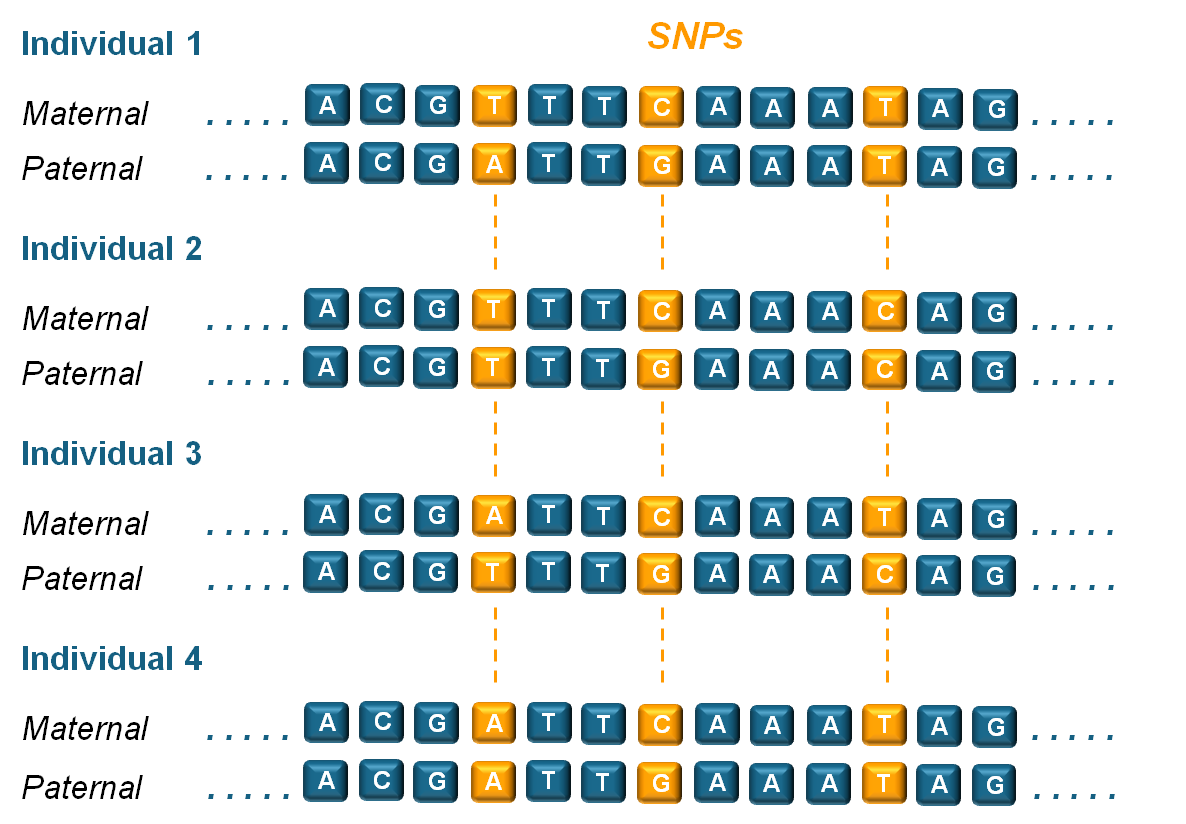 Individual 1
SNPs
Maternal ..... A C G T T T C A A A T A G .....
Paternal ..... A C G A T T G A A A T A G .....
Individual 2
Maternal ..... A C G T T T C A A A C A G .....
Paternal ..... A C G T T T G A A A C A G .....
Individual 3
Maternal ..... A C G A T T C A A A T A G .....
Paternal ..... A C G T T T G A A A C A G .....
Individual 4
Maternal ..... A C G A T T C A A A T A G .....
Paternal ..... A C G A T T G A A A T A G .....